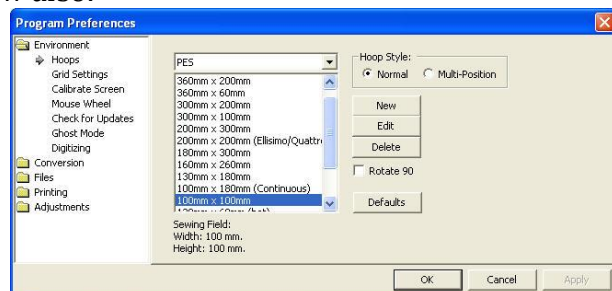 Program Preferences
Environment
Hoops
Grid Settings
Calibrate Screen
Mouse Wheel
Check for Updates
Ghost Mode
Digitizing
Conversion
Files
Printing
Adjustments
PES
360mm x 200mm
360mm x 60mm
300mm x 200mm
300mm x 100mm
200mm x 300mm
200mm x 200mm (Ellisimo/Quattro
180mm x 300mm
160mm x 260mm
130mm x 180mm
100mm x 180mm (Continuous)
100mm x 100mm
Sewing Field:
Width: 100 mm.
Height: 100 mm.
Hoop Style:
Normal Multi-Position
New
Edit
Delete
Rotate 90
Defaults
OK Cancel Apply